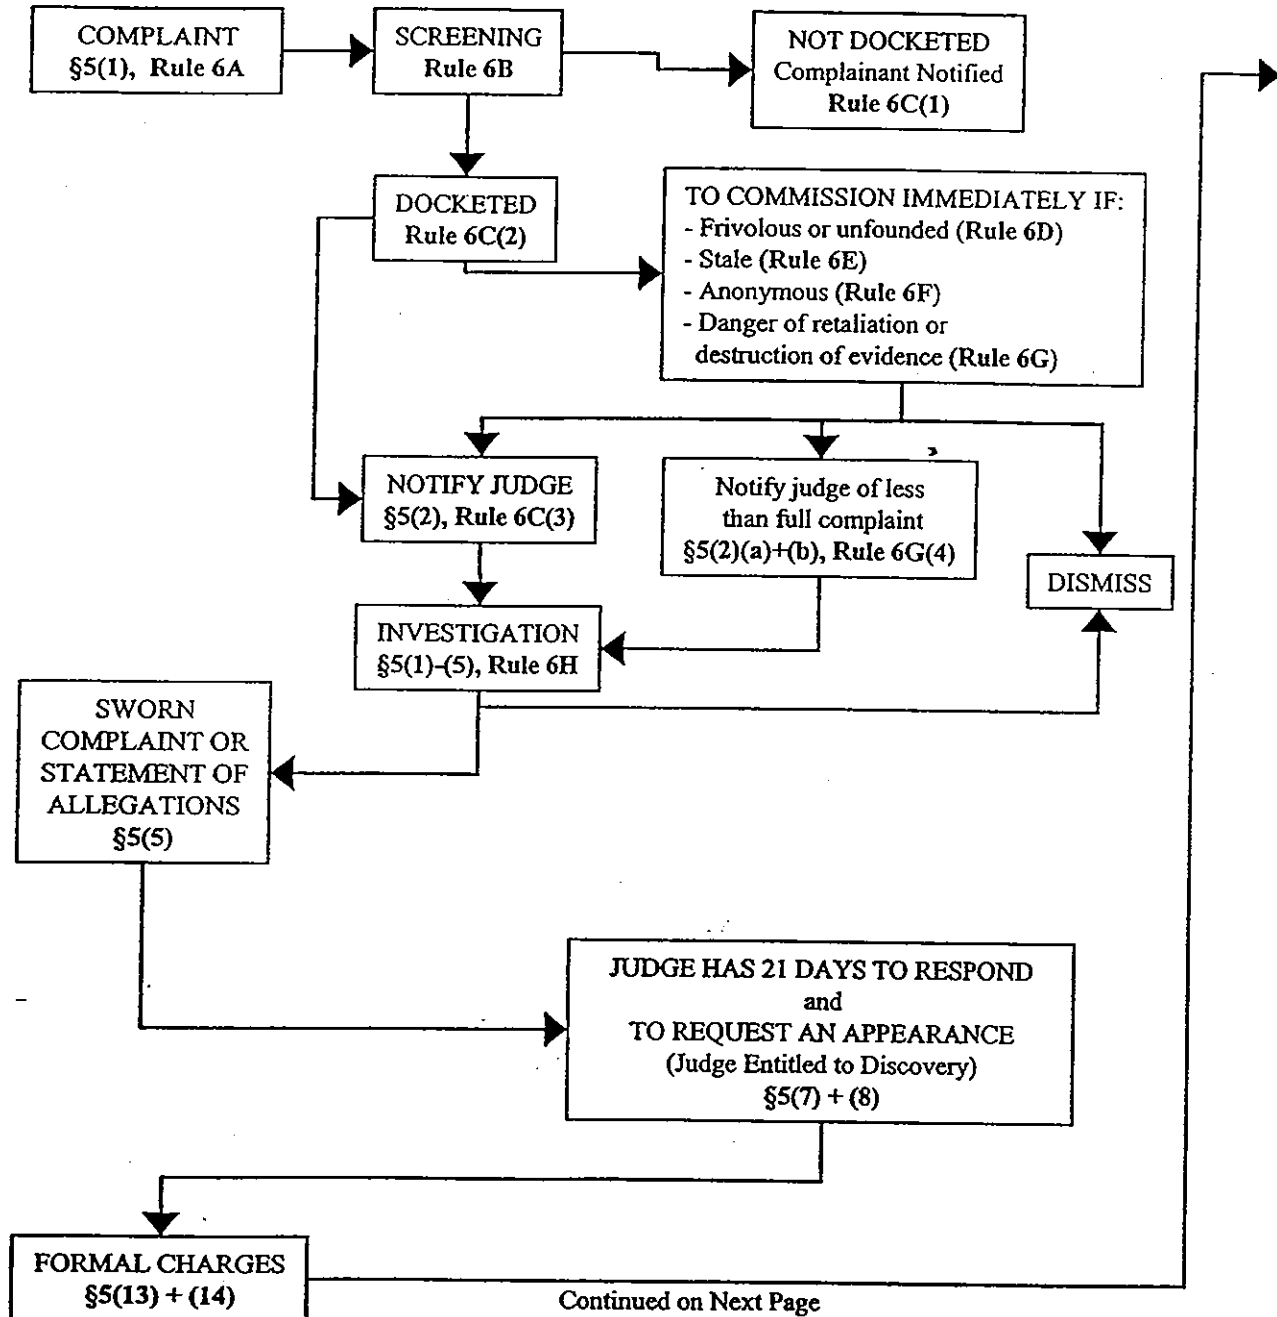 COMPLAINT
§5(1), Rule 6A
SCREENING
Rule 6B
NOT DOCKETED
Complainant Notified
Rule 6C(1)
DOCKETED
Rule 6C(2)
TO COMMISSION IMMEDIATELY IF:
- Frivolous or unfounded (Rule 6D)
- Stale (Rule 6E)
- Anonymous (Rule 6F)
- Danger of retaliation or
destruction of evidence (Rule 6G)
NOTIFY JUDGE
§5(2), Rule 6C(3)
Notify judge of less
than full complaint
§5(2)(a)+(b), Rule 6G(4)
DISMISS
INVESTIGATION
§5(1)-(5), Rule 6H
SWORN
COMPLAINT OR
STATEMENT OF
ALLEGATIONS
§5(5)
JUDGE HAS 21 DAYS TO RESPOND
and
TO REQUEST AN APPEARANCE
(Judge Entitled to Discovery)
§5(7) + (8)
FORMAL CHARGES
§5(13) + (14)
Continued on Next Page